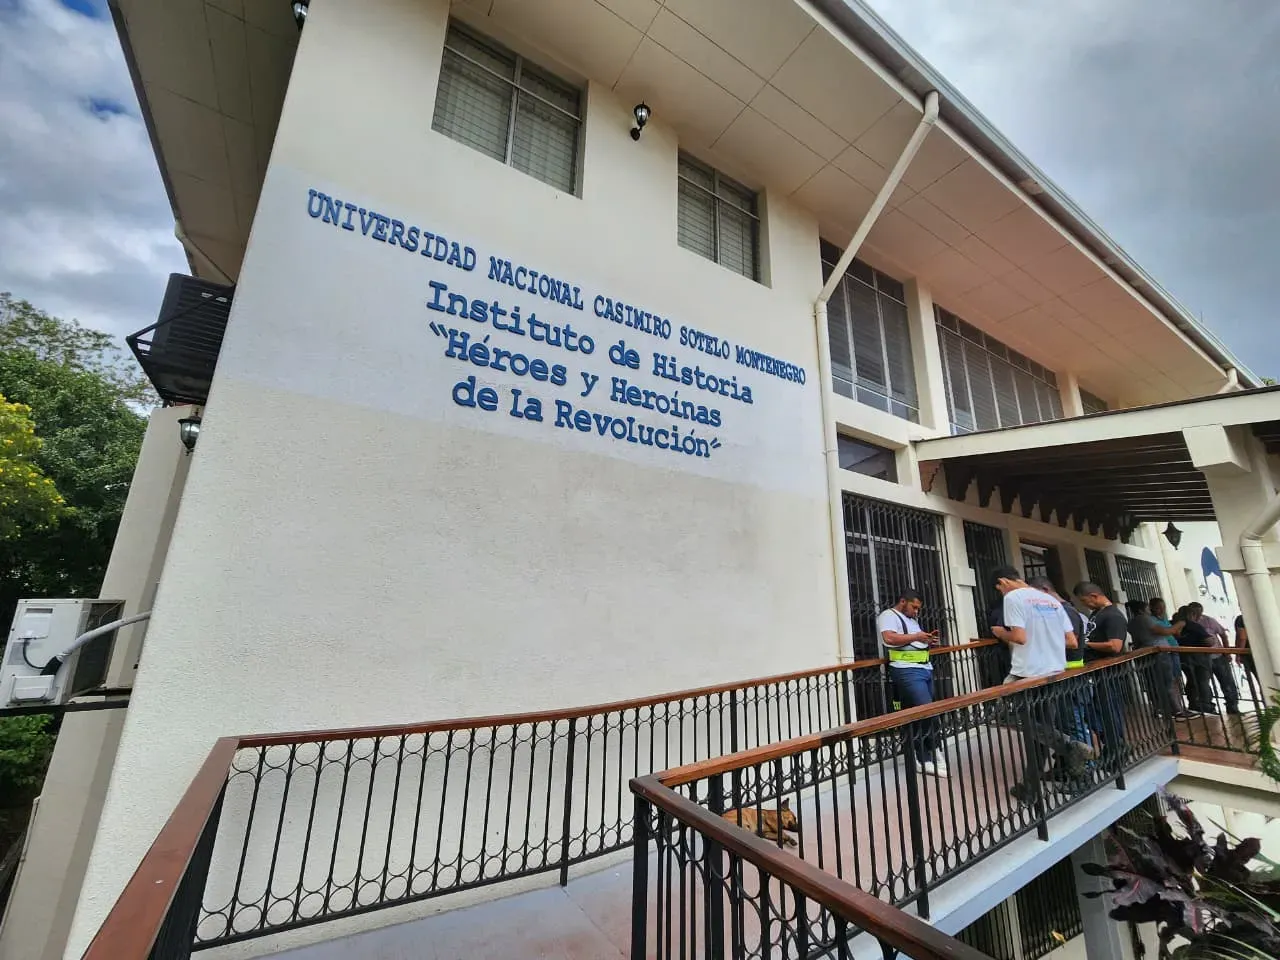 UNIVERSIDAD NACIONAL CASIMIRO SOTELO MONTENEGRO
Instituto de Historia
"Héroes y Heroínas
de la Revolución"